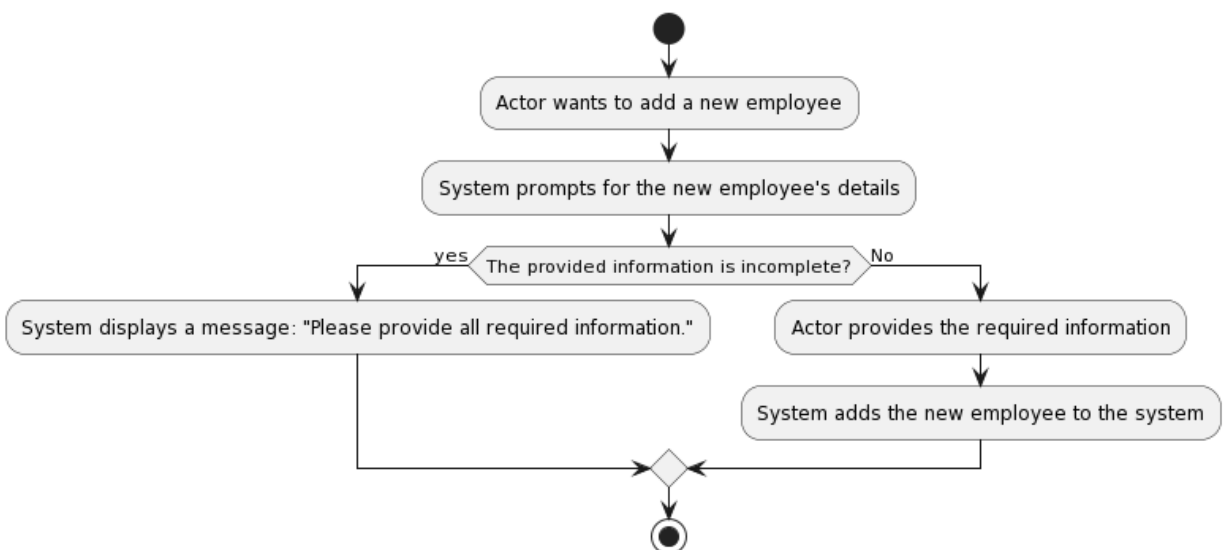 Actor wants to add a new employee
System prompts for the new employee's details
yes
The provided information is incomplete?
No
System displays a message: "Please provide all required information."
Actor provides the required information
System adds the new employee to the system